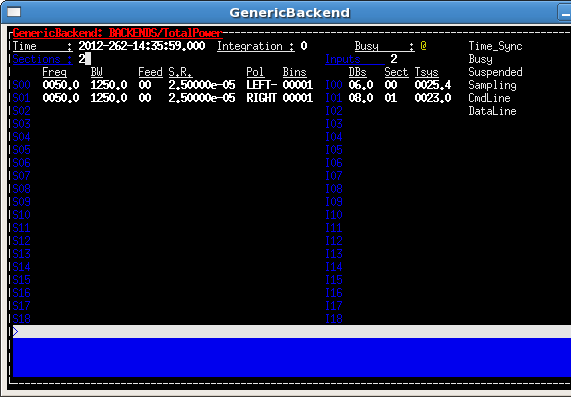 GenericBackend
GenericBackend: BACKENDS/TotalPower
Time : 2012-262-14:35:59.000 Integration : 0 Busy : @ Time_Sync
Sections : 2 Inputs 2 Busy
Freq BW Feed S.R. Pol Bins DBs Sect Tsys Suspended
S00 0050.0 1250.0 00 2.50000e-05 LEFT- 00001 I00 06.0 00 0025.4 Sampling
S01 0050.0 1250.0 00 2.50000e-05 RIGHT 00001 I01 08.0 01 0023.0 CmdLine
S02 I02 DataLine
S03 I03
S04 I04
S05 I05
S06 I06
S07 I07
S08 I08
S09 I09
S10 I10
S11 I11
S12 I12
S13 I13
S14 I14
S15 I15
S16 I16
S17 I17
S18 I18
>